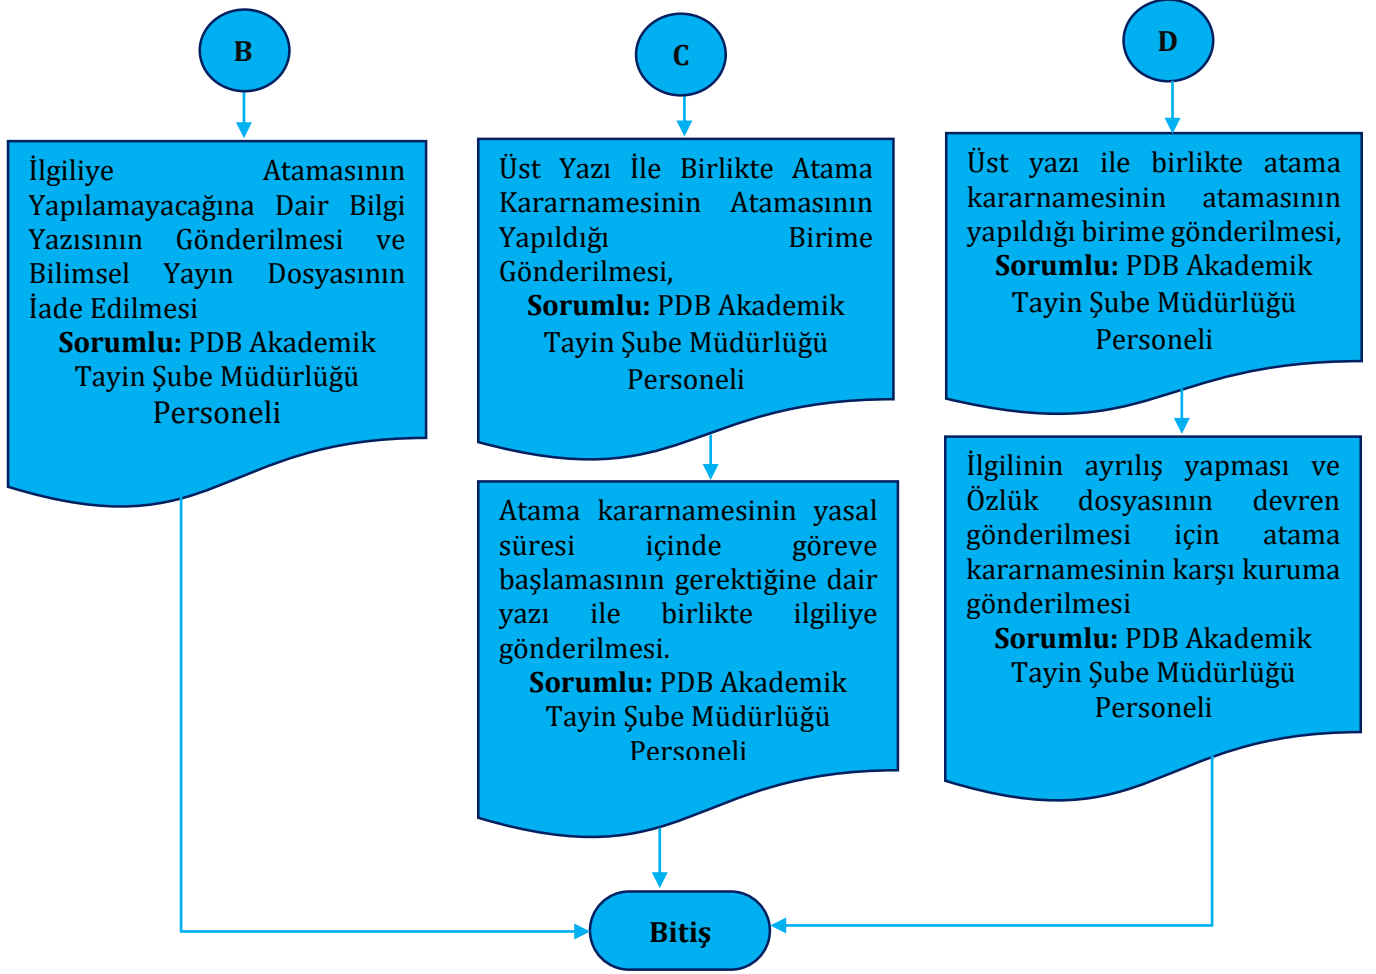 B
İlgiliye Atamasının
Yapılamayacağına Dair Bilgi
Yazısının Gönderilmesi ve
Bilimsel Yayın Dosyasının
İade Edilmesi
Sorumlu: PDB Akademik
Tayin Şube Müdürlüğü
Personeli
C
Üst Yazı İle Birlikte Atama
Kararnamesinin Atamasının
Yapıldığı Birime
Gönderilmesi,
Sorumlu: PDB Akademik
Tayin Şube Müdürlüğü
Personeli
Atama kararnamesinin yasal
süresi içinde göreve
başlamasının gerektiğine dair
yazı ile birlikte ilgiliye
gönderilmesi.
Sorumlu: PDB Akademik
Tayin Şube Müdürlüğü
Personeli
D
Üst yazı ile birlikte atama
kararnamesinin atamasının
yapıldığı birime gönderilmesi,
Sorumlu: PDB Akademik
Tayin Şube Müdürlüğü
Personeli
İlgilinin ayrılış yapması ve
Özlük dosyasının devren
gönderilmesi için atama
kararnamesinin karşı kuruma
gönderilmesi
Sorumlu: PDB Akademik
Tayin Şube Müdürlüğü
Personeli
Bitiş